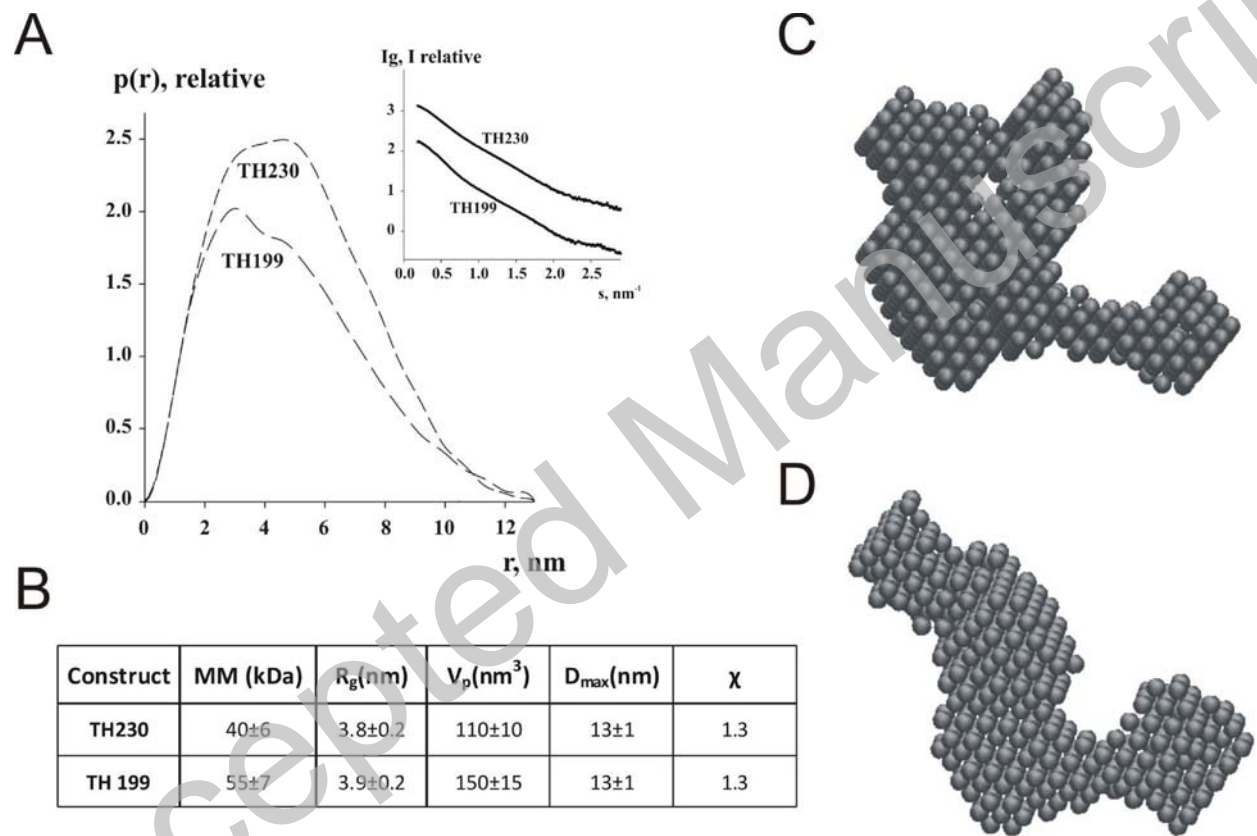 A
p(r), relative
2.5
2.0
1.5
1.0
0.5
0.0
0 2 4 6 8 10 12
r, nm
TH230
TH199
Ig, I relative
3
2
1
0
0.0 0.5 1.0 1.5 2.0 2.5
s, nm⁻¹
TH230
TH199
B
Construct MM (kDa) Rg(nm) Vp(nm³) Dmax(nm) χ
TH230 40±6 3.8±0.2 110±10 13±1 1.3
TH 199 55±7 3.9±0.2 150±15 13±1 1.3
C
D
cepted Manuscri